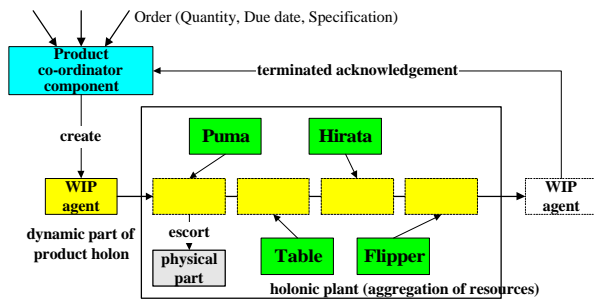 Order (Quantity, Due date, Specification)
Product
co-ordinator
component
terminated acknowledgement
create
Puma
Hirata
WIP
agent
WIP
agent
dynamic part of
product holon
escort
physical
part
Table
Flipper
holonic plant (aggregation of resources)